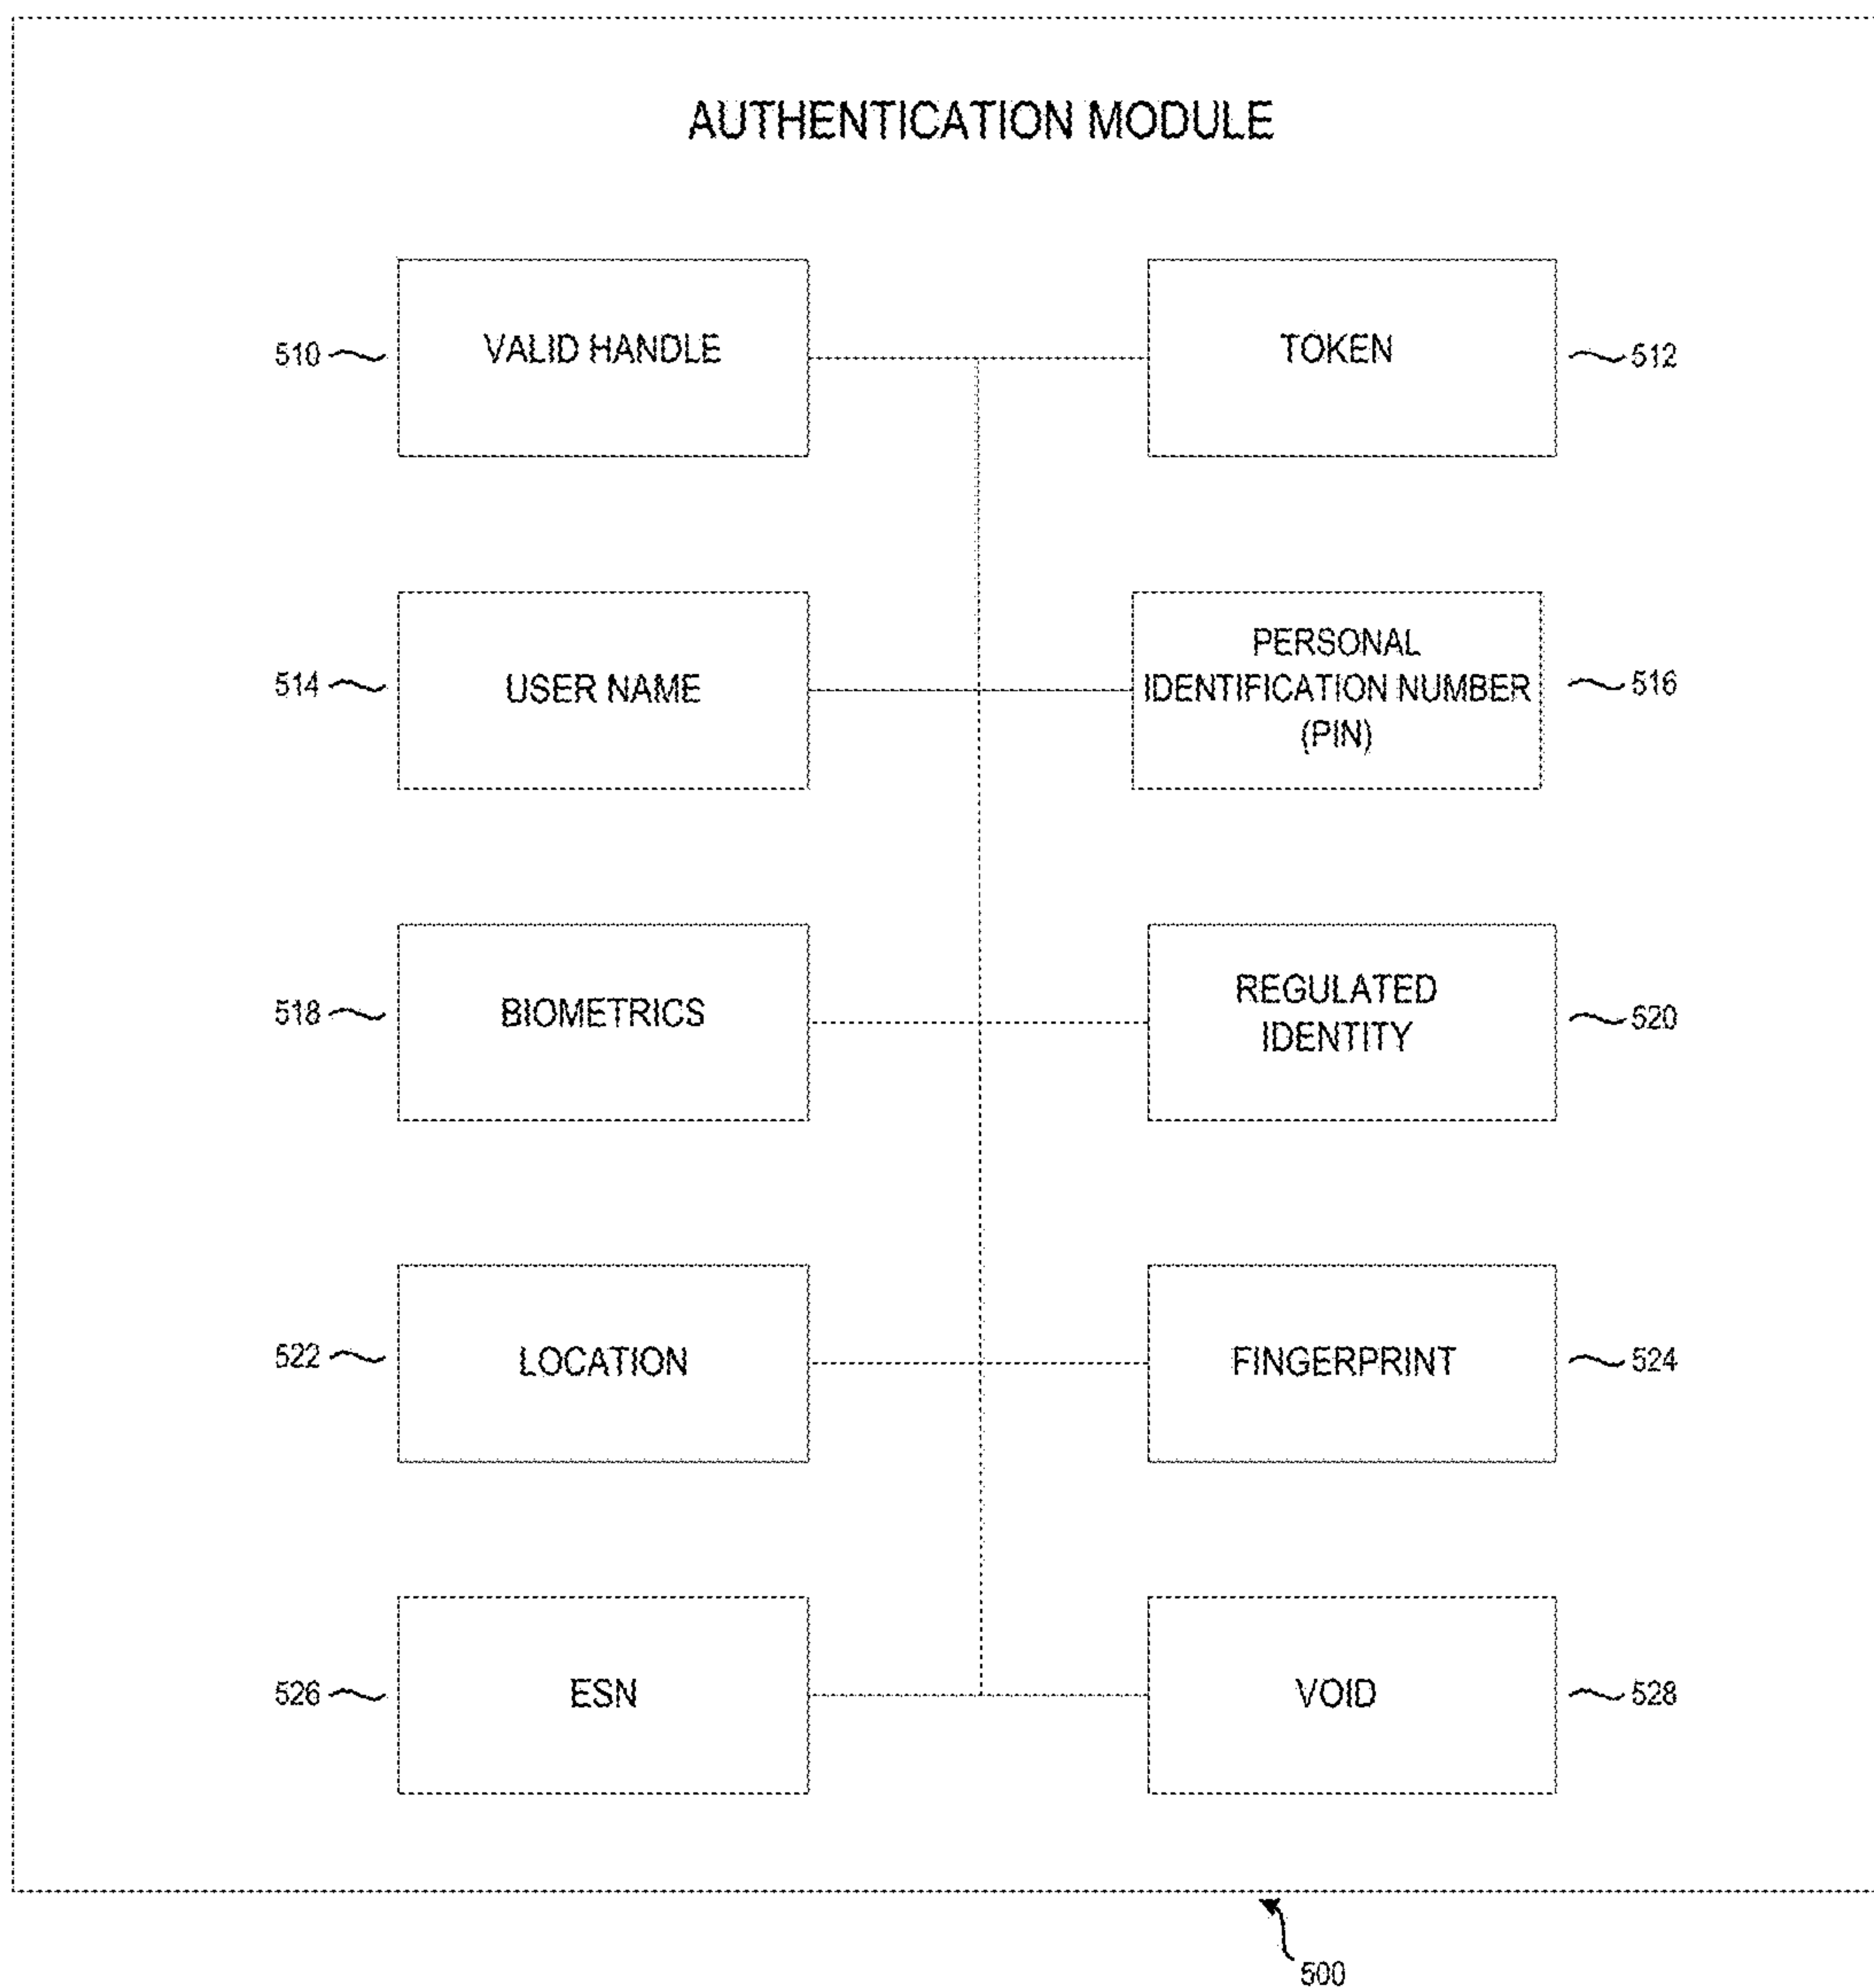 AUTHENTICATION MODULE
510
VALID HANDLE
TOKEN
512
514
USER NAME
PERSONAL
IDENTIFICATION NUMBER
(PIN)
516
518
BIOMETRICS
REGULATED
IDENTITY
520
522
LOCATION
FINGERPRINT
524
526
ESN
VOID
528
500